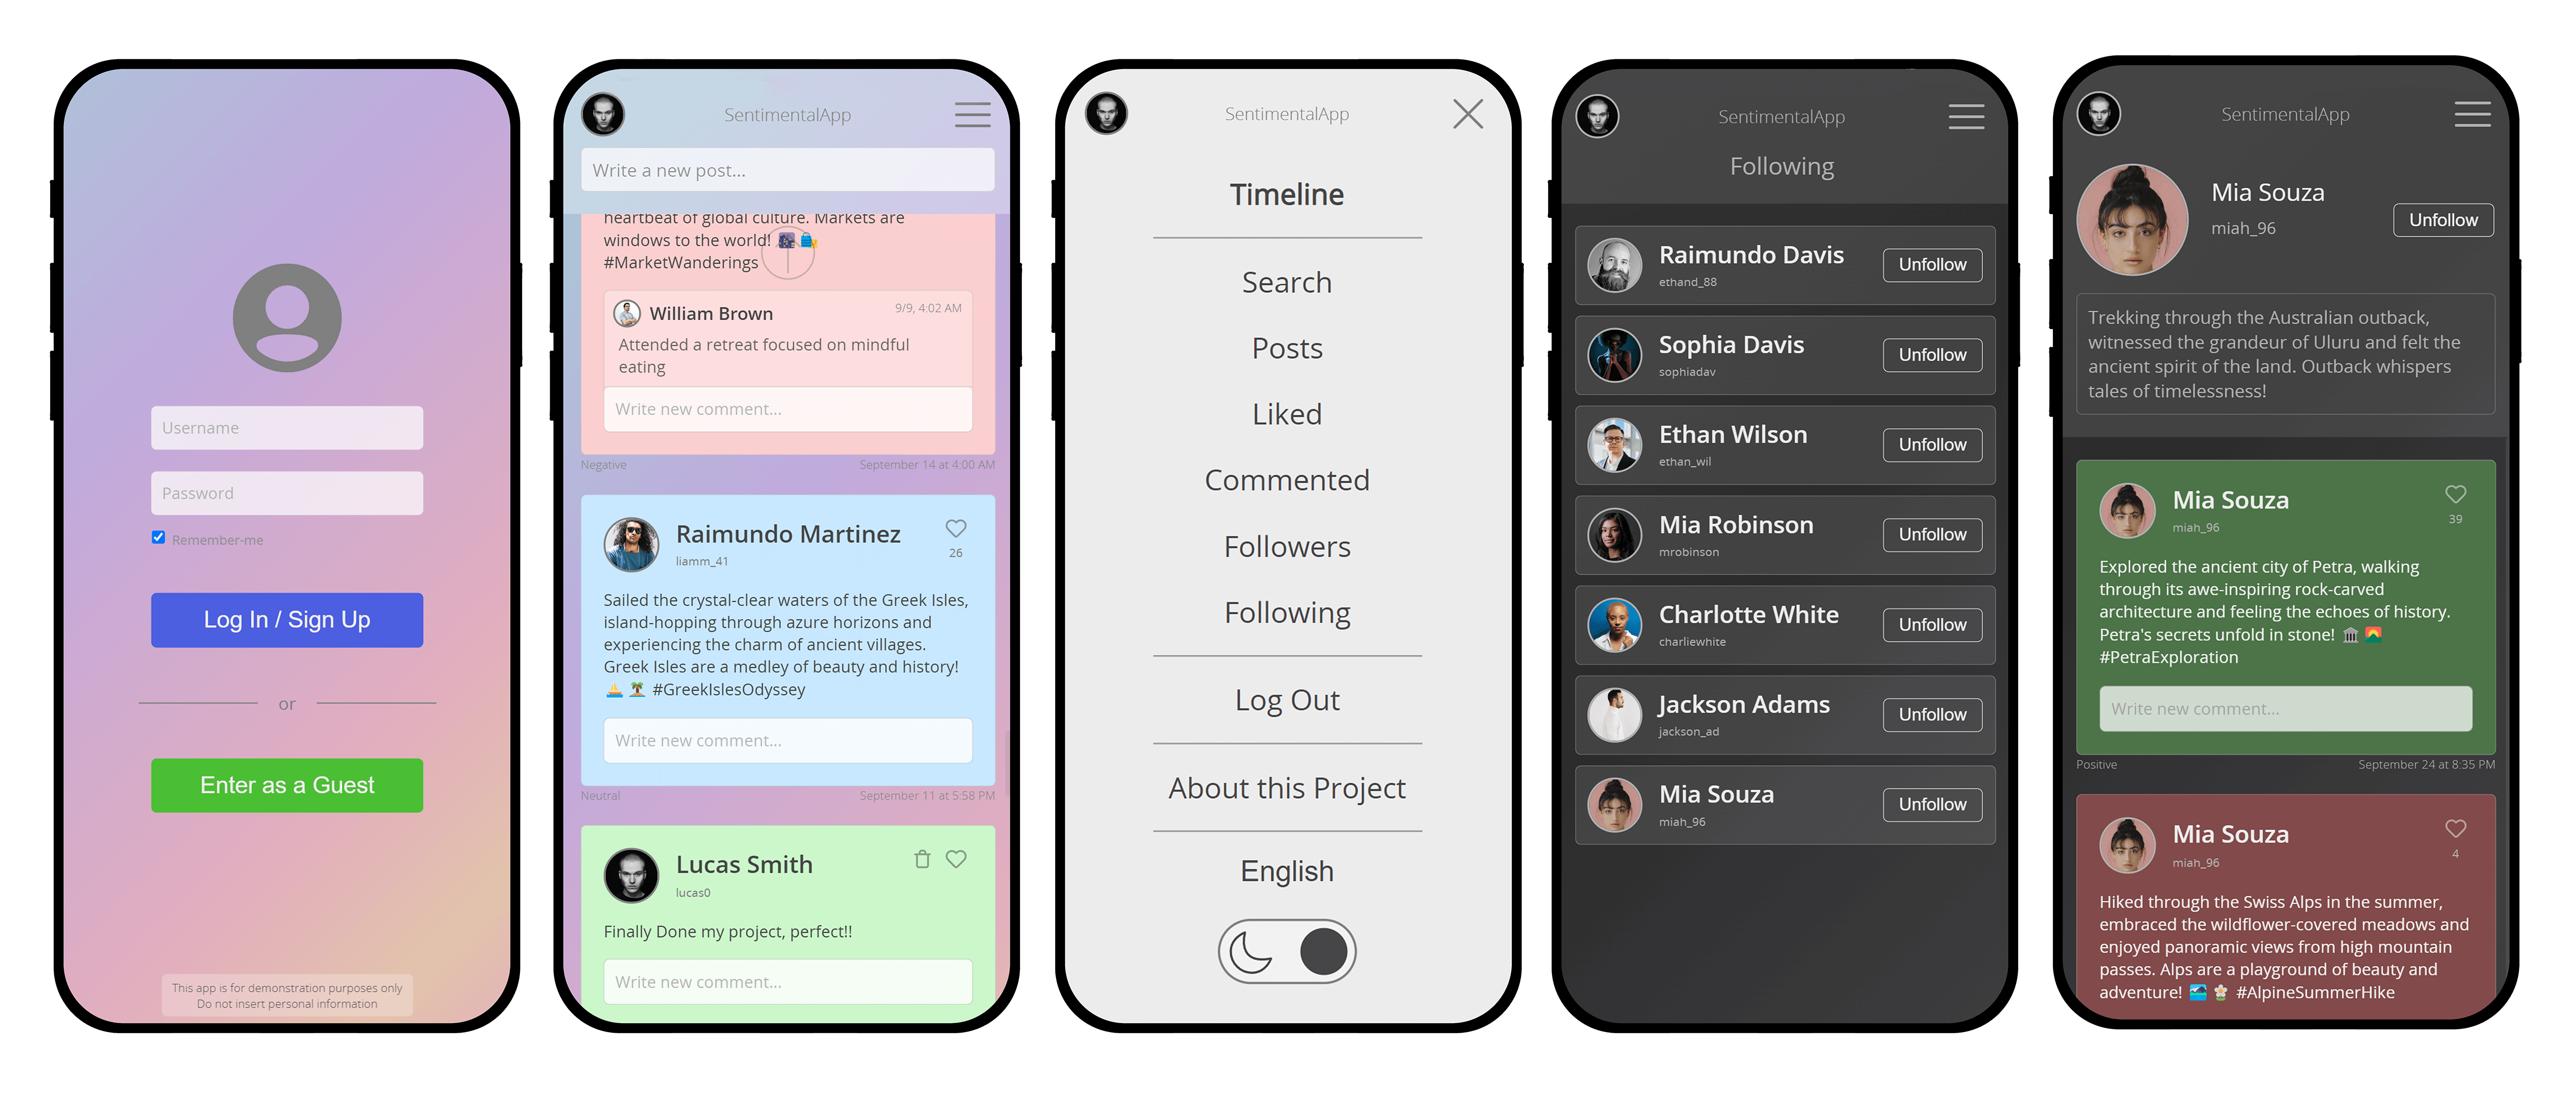 Username
Password
Remember-me
Log In / Sign Up
or
Enter as a Guest
This app is for demonstration purposes only
Do not insert personal information
SentimentalApp
Write a new post...
heartbeat of global culture. Markets are
windows to the world!
#MarketWanderings
William Brown
9/9, 4:02 AM
Attended a retreat focused on mindful
eating
Write new comment...
Negative
September 14 at 4:00 AM
Raimundo Martinez
liamm_41
26
Sailed the crystal-clear waters of the Greek Isles,
island-hopping through azure horizons and
experiencing the charm of ancient villages.
Greek Isles are a medley of beauty and history!
#GreekIslesOdyssey
Write new comment...
Neutral
September 11 at 5:58 PM
Lucas Smith
lucas0
Finally Done my project, perfect!!
Write new comment...
SentimentalApp
Timeline
Search
Posts
Liked
Commented
Followers
Following
Log Out
About this Project
English
SentimentalApp
Following
Raimundo Davis
ethand_88
Unfollow
Sophia Davis
sophiadav
Unfollow
Ethan Wilson
ethan_wil
Unfollow
Mia Robinson
mrobinson
Unfollow
Charlotte White
charliewhite
Unfollow
Jackson Adams
jackson_ad
Unfollow
Mia Souza
miah_96
Unfollow
SentimentalApp
Mia Souza
miah_96
Unfollow
Trekking through the Australian outback,
witnessed the grandeur of Uluru and felt the
ancient spirit of the land. Outback whispers
tales of timelessness!
Mia Souza
miah_96
39
Explored the ancient city of Petra, walking
through its awe-inspiring rock-carved
architecture and feeling the echoes of history.
Petra's secrets unfold in stone!
#PetraExploration
Write new comment...
Positive
September 24 at 8:35 PM
Mia Souza
miah_96
4
Hiked through the Swiss Alps in the summer,
embraced the wildflower-covered meadows and
enjoyed panoramic views from high mountain
passes. Alps are a playground of beauty and
adventure! #AlpineSummerHike